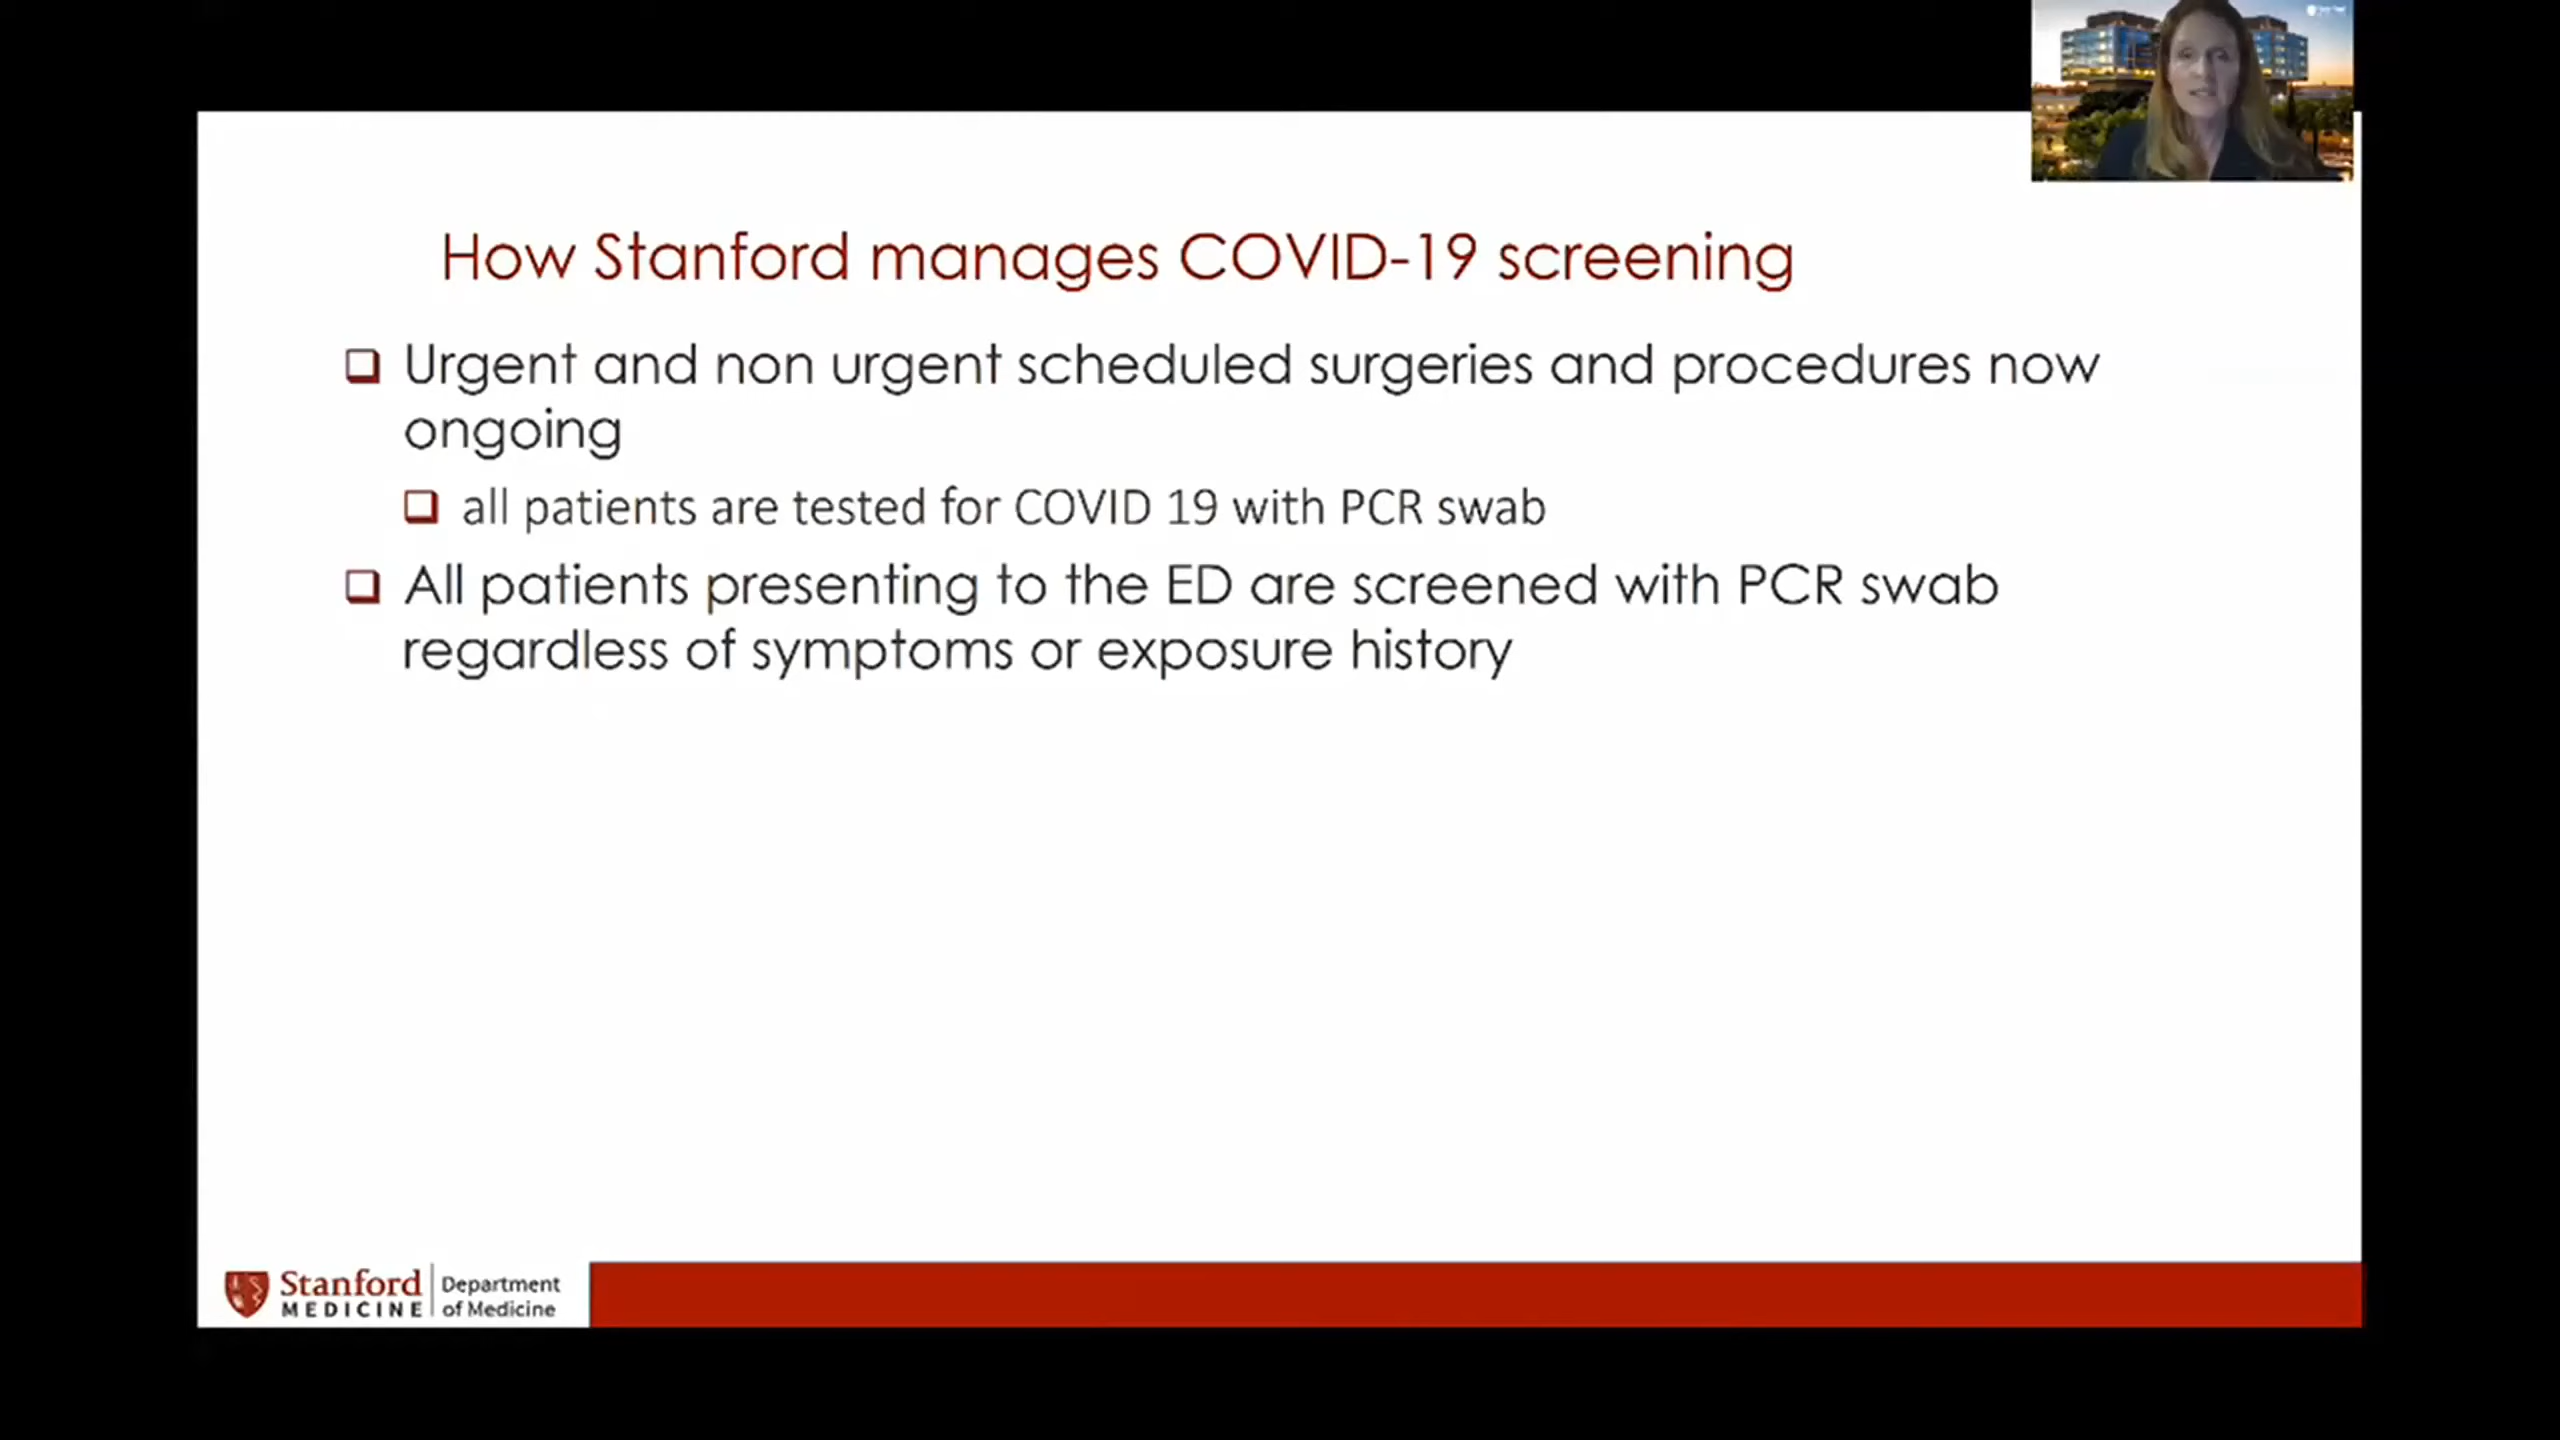 How Stanford manages COVID-19 screening
Urgent and non urgent scheduled surgeries and procedures now
ongoing
all patients are tested for COVID 19 with PCR swab
All patients presenting to the ED are screened with PCR swab
regardless of symptoms or exposure history
Stanford
MEDICINE
Department
of Medicine